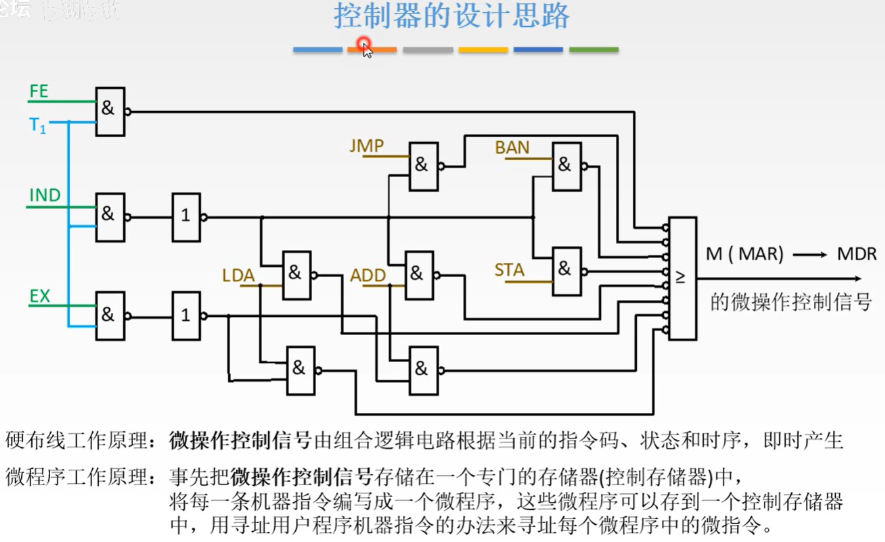 控制器的设计思路
FE
&
T1
JMP
&
BAN
&
IND
&
1
M ( MAR) → MDR
LDA
&
ADD
&
STA
&
≥
的微操作控制信号
EX
&
1
&
&
硬布线工作原理：微操作控制信号由组合逻辑电路根据当前的指令码、状态和时序，即时产生
微程序工作原理：事先把微操作控制信号存储在一个专门的存储器(控制存储器)中，
将每一条机器指令编写成一个微程序，这些微程序可以存到一个控制存储器
中，用寻址用户程序机器指令的办法来寻址每个微程序中的微指令。